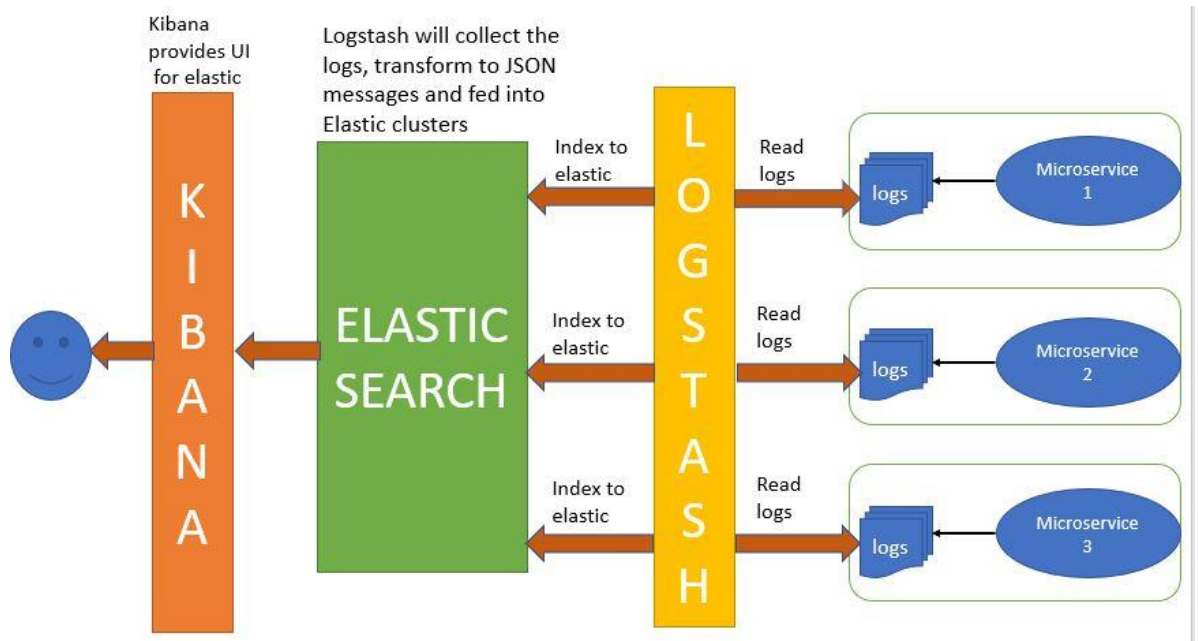 Kibana
provides UI
for elastic
Logstash will collect the
logs, transform to JSON
messages and fed into
Elastic clusters
KIBANA
ELASTIC
SEARCH
LOGSTASH
Index to
elastic
Read
logs
logs
Microservice
1
Index to
elastic
Read
logs
logs
Microservice
2
Index to
elastic
Read
logs
logs
Microservice
3